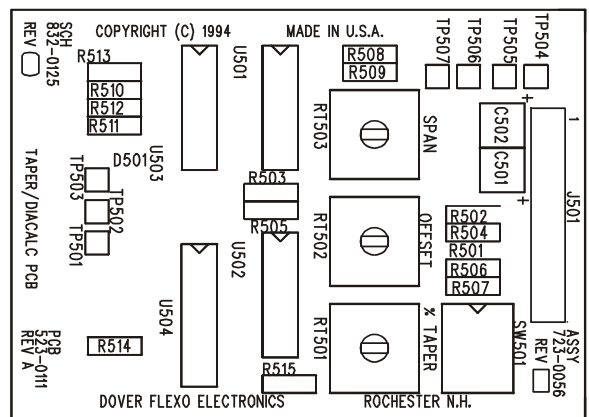 COPYRIGHT (C) 1994
MADE IN U.S.A.
SCH
832-0125
REV
R513
R510
R512
R511
U501
U503
D501
TP503
TP502
TP501
TAPER/DIACALC PCB
R508
R509
RT503
SPAN
TP507
TP506
TP505
TP504
+
C502
C501
+
1
J501
R503
R505
RT502
OFFSET
R502
R504
R501
R506
R507
U502
U504
RT501
% TAPER
SW501
R514
R515
PCB
523-0111
REV A
ASSY
723-0056
REV
DOVER FLEXO ELECTRONICS
ROCHESTER N.H.